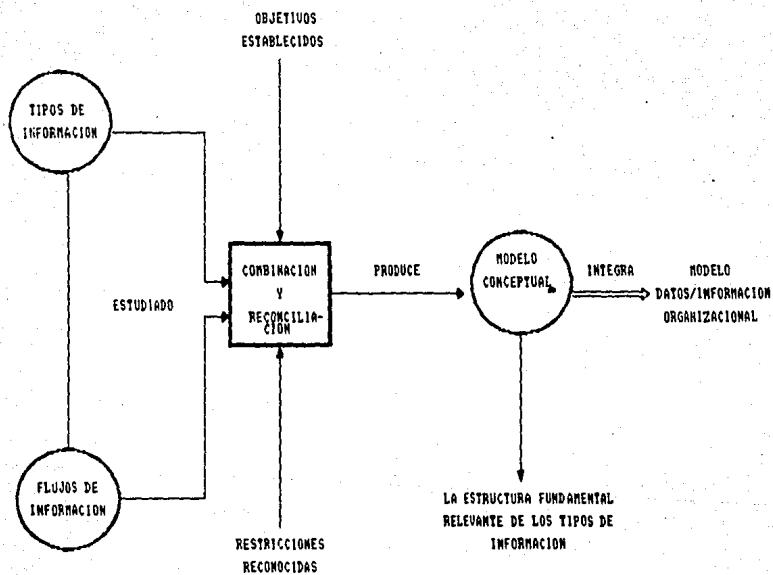 OBJETIVOS
ESTABLECIDOS
TIPOS DE
INFORMACION
COMBINACION
Y
RECONCILIA-
CION
PRODUCE
MODELO
CONCEPTUAL
INTEGRA
MODELO
DATOS/INFORMACION
ORGANIZACIONAL
ESTUDIADO
FLUJOS DE
INFORMACION
LA ESTRUCTURA FUNDAMENTAL
RELEVANTE DE LOS TIPOS DE
INFORMACION
RESTRICCIONES
RECONOCIDAS